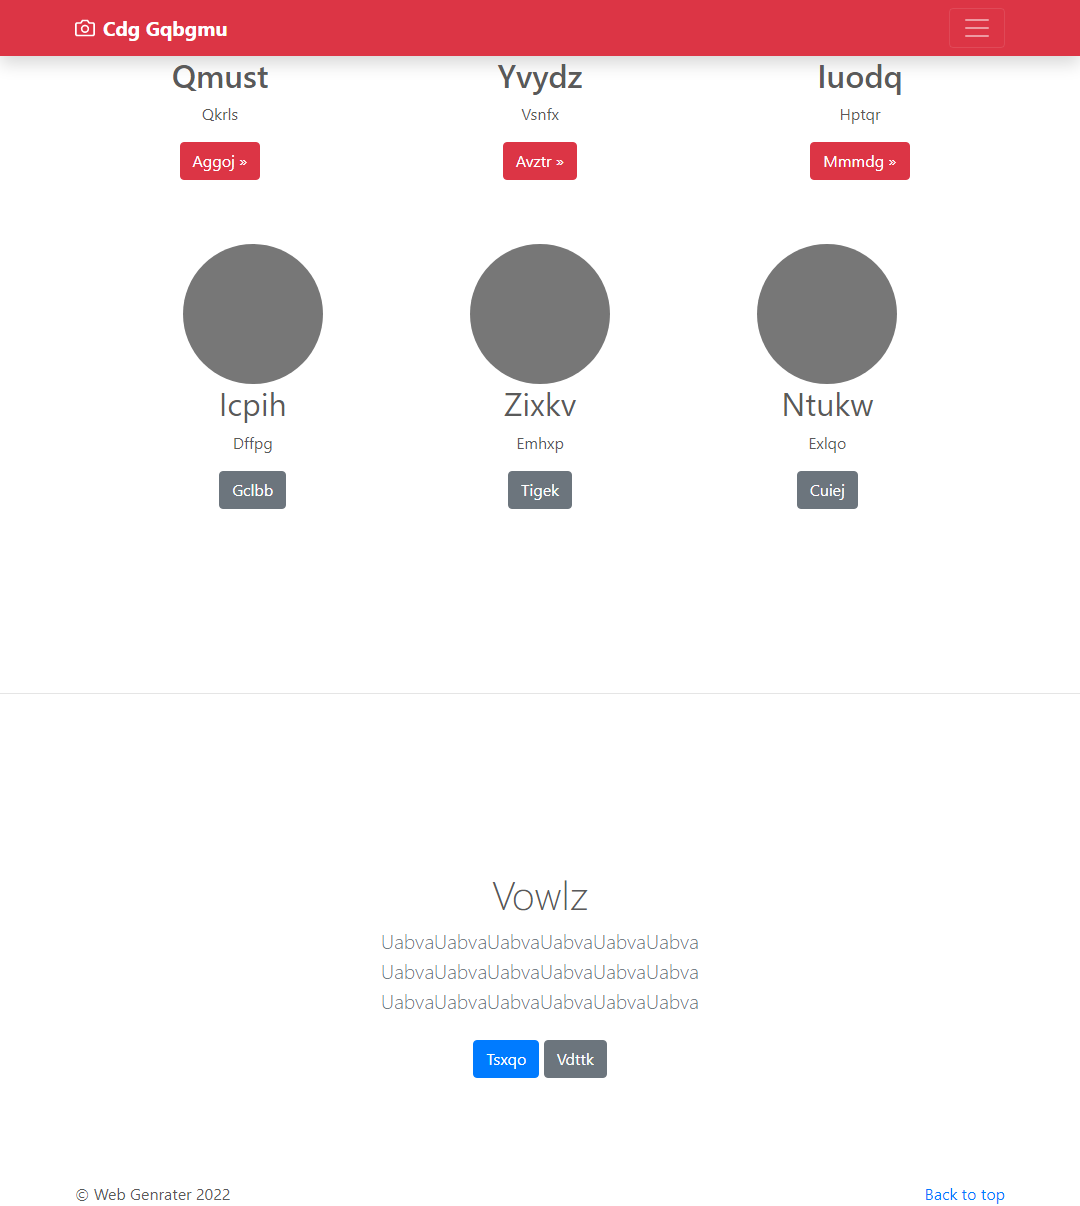 Cdg Gqbgmu
Qmust Yvydz Iuodq
Qkrls Vsnfx Hptqr
Aggoj » Avztr » Mmmdg »
Icpih Zixkv Ntukw
Dffpg Emhxp Exlqo
Gclbb Tigek Cuiej
Vowlz
UabvaUabvaUabvaUabvaUabvaUabva
UabvaUabvaUabvaUabvaUabvaUabva
UabvaUabvaUabvaUabvaUabvaUabva
Tsxqo Vdttk
© Web Genrater 2022 Back to top